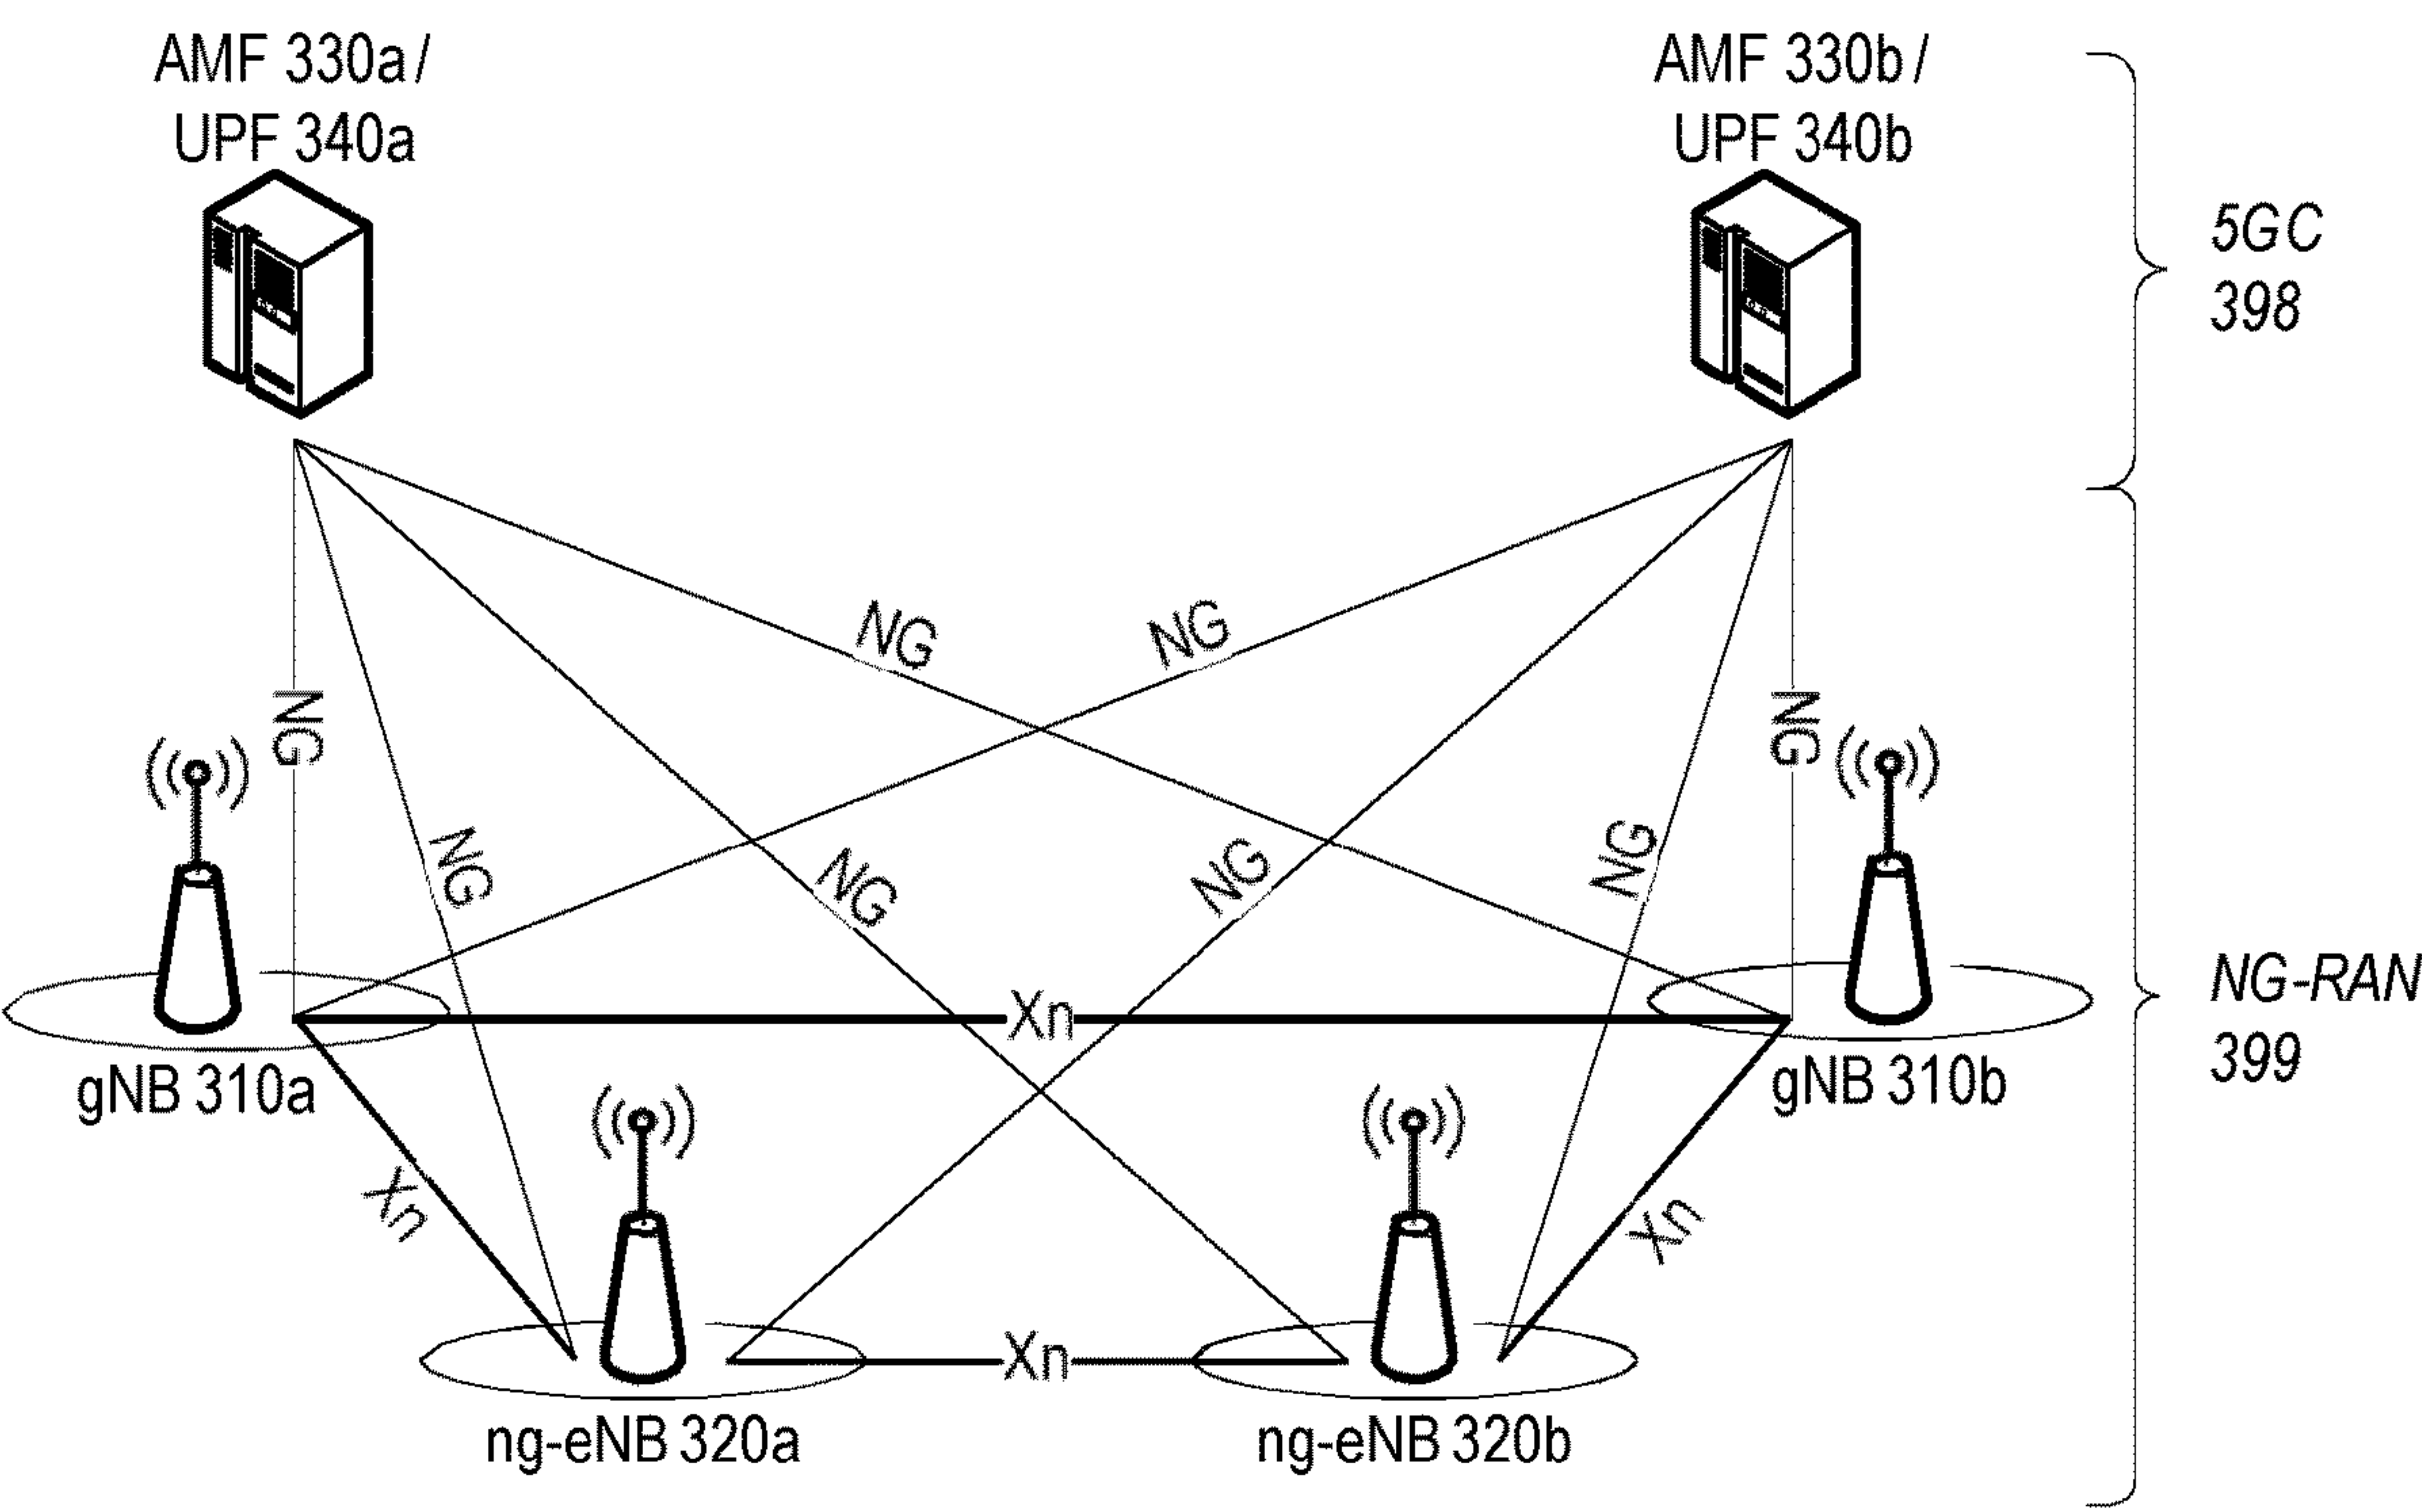 AMF 330a /
UPF 340a
AMF 330b /
UPF 340b
5GC
398
NG
NG
NG
NG
NG
NG
NG
NG
Xn
gNB 310a
gNB 310b
NG-RAN
399
Xn
Xn
Xn
ng-eNB 320a
ng-eNB 320b